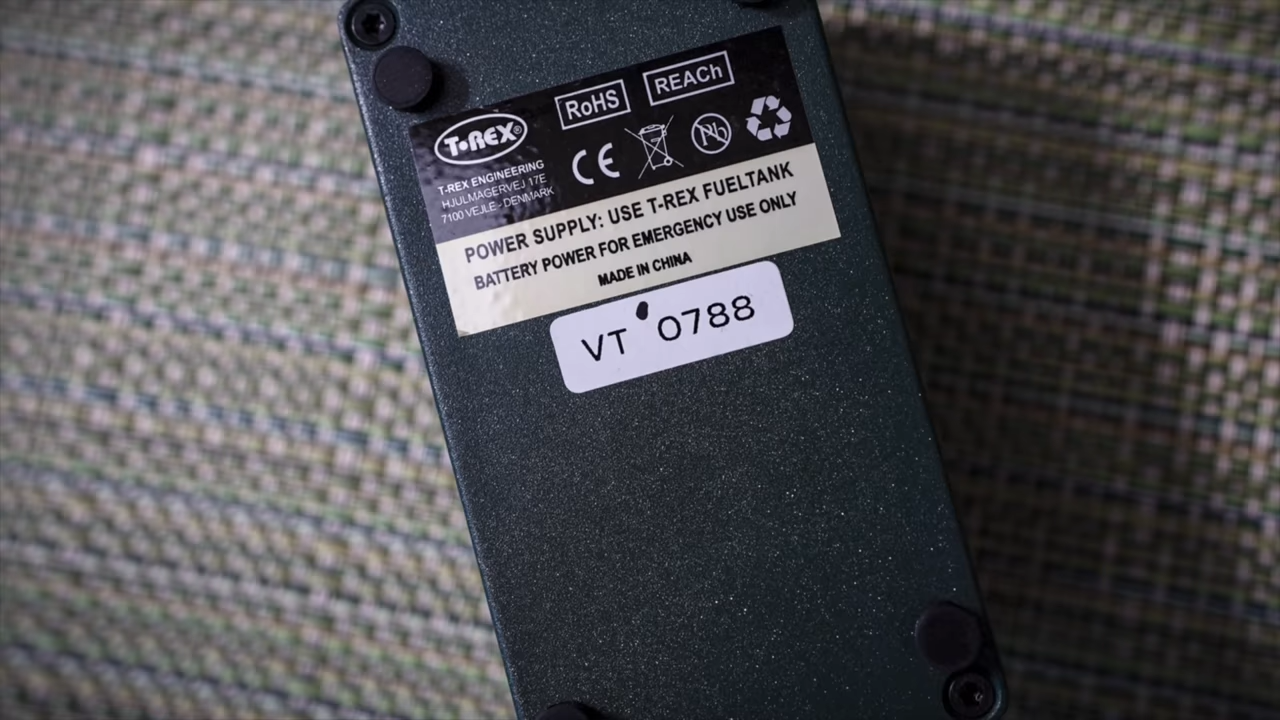 RoHS
REACh
T•REX®
CE
Pb
T-REX ENGINEERING
HJULMAGERVEJ 17E
7100 VEJLE - DENMARK
POWER SUPPLY: USE T-REX FUELTANK
BATTERY POWER FOR EMERGENCY USE ONLY
MADE IN CHINA
VT 0788